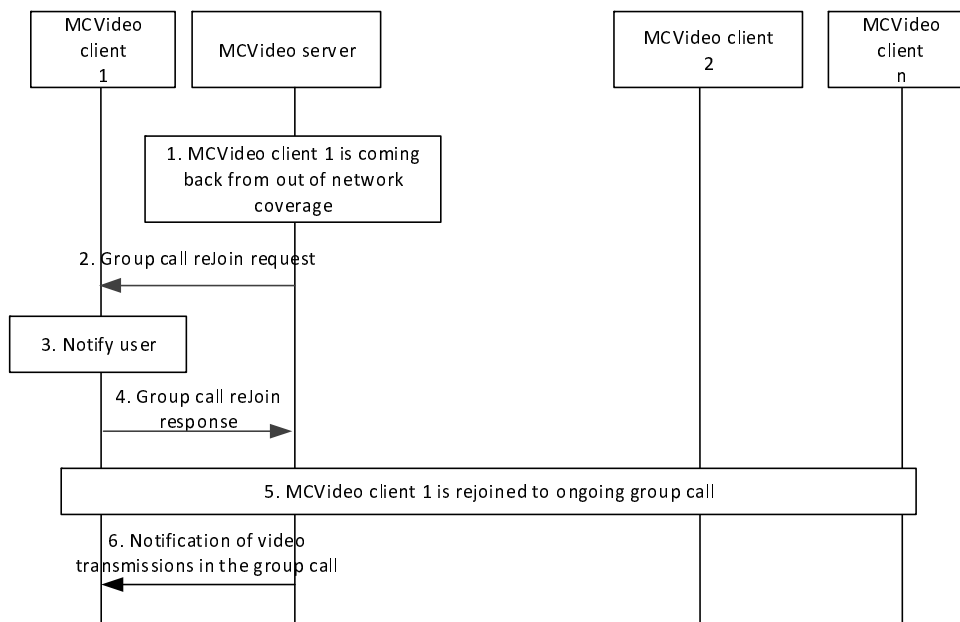 MCVideo
client
1
MCVideo server
MCVideo client
2
MCVideo
client
n
1. MCVideo client 1 is coming
back from out of network
coverage
2. Group call reJoin request
3. Notify user
4. Group call reJoin
response
5. MCVideo client 1 is rejoined to ongoing group call
6. Notification of video
transmissions in the group call